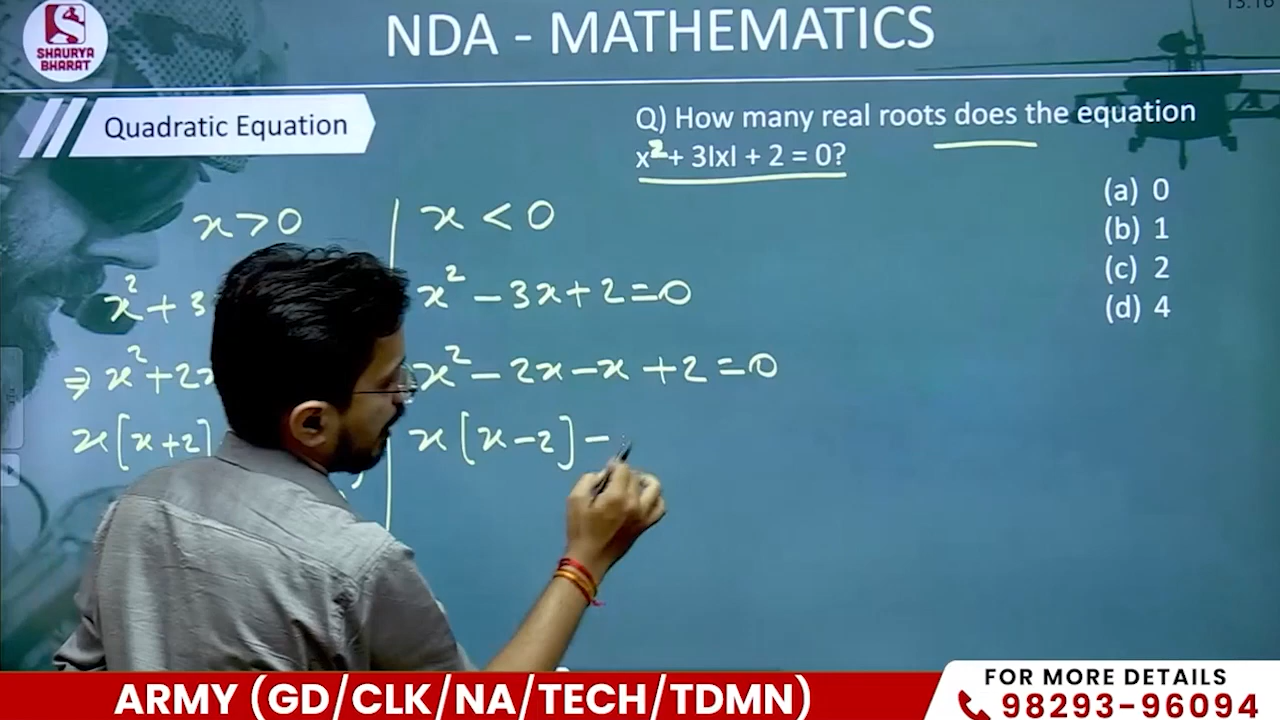 SHAURYA
BHARAT
NDA - MATHEMATICS
Quadratic Equation
Q) How many real roots does the equation
x² + 3|x| + 2 = 0?
(a) 0
(b) 1
(c) 2
(d) 4
x > 0
x² + 3
⇒ x² + 2x
x[x+2]
x < 0
x² - 3x + 2 = 0
x² - 2x - x + 2 = 0
x[x-2] -
ARMY (GD/CLK/NA/TECH/TDMN)
FOR MORE DETAILS
98293-96094